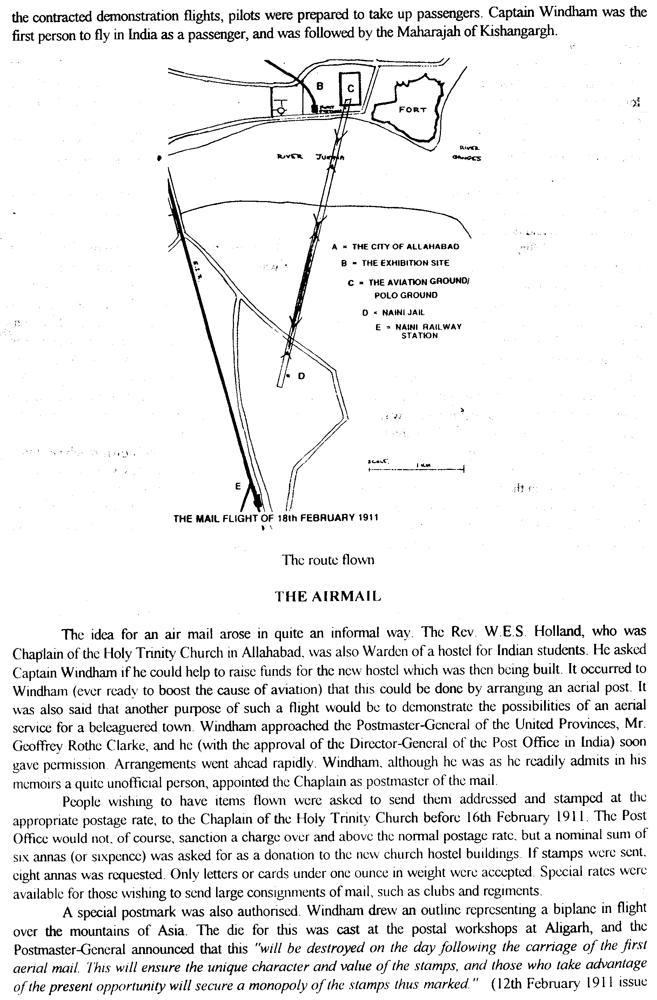 the contracted demonstration flights, pilots were prepared to take up passengers. Captain Windham was the
first person to fly in India as a passenger, and was followed by the Maharajah of Kishangargh.
B
C
FORT
RIVER JUMNA
RIVER
GANGES
A = THE CITY OF ALLAHABAD
B = THE EXHIBITION SITE
C = THE AVIATION GROUND/
POLO GROUND
D = NAINI JAIL
E = NAINI RAILWAY
STATION
E.I.R.
D
SCALE.
1 KM
E
THE MAIL FLIGHT OF 18th FEBRUARY 1911
The route flown
THE AIRMAIL
The idea for an air mail arose in quite an informal way. The Rev. W.E.S. Holland, who was
Chaplain of the Holy Trinity Church in Allahabad, was also Warden of a hostel for Indian students. He asked
Captain Windham if he could help to raise funds for the new hostel which was then being built. It occurred to
Windham (ever ready to boost the cause of aviation) that this could be done by arranging an aerial post. It
was also said that another purpose of such a flight would be to demonstrate the possibilities of an aerial
service for a beleaguered town. Windham approached the Postmaster-General of the United Provinces, Mr.
Geoffrey Rothe Clarke, and he (with the approval of the Director-General of the Post Office in India) soon
gave permission. Arrangements went ahead rapidly. Windham, although he was as he readily admits in his
memoirs a quite unofficial person, appointed the Chaplain as postmaster of the mail.
People wishing to have items flown were asked to send them addressed and stamped at the
appropriate postage rate, to the Chaplain of the Holy Trinity Church before 16th February 1911. The Post
Office would not, of course, sanction a charge over and above the normal postage rate, but a nominal sum of
six annas (or sixpence) was asked for as a donation to the new church hostel buildings. If stamps were sent,
eight annas was requested. Only letters or cards under one ounce in weight were accepted. Special rates were
available for those wishing to send large consignments of mail, such as clubs and regiments.
A special postmark was also authorised. Windham drew an outline representing a biplane in flight
over the mountains of Asia. The die for this was cast at the postal workshops at Aligarh, and the
Postmaster-General announced that this "will be destroyed on the day following the carriage of the first
aerial mail. This will ensure the unique character and value of the stamps, and those who take advantage
of the present opportunity will secure a monopoly of the stamps thus marked." (12th February 1911 issue